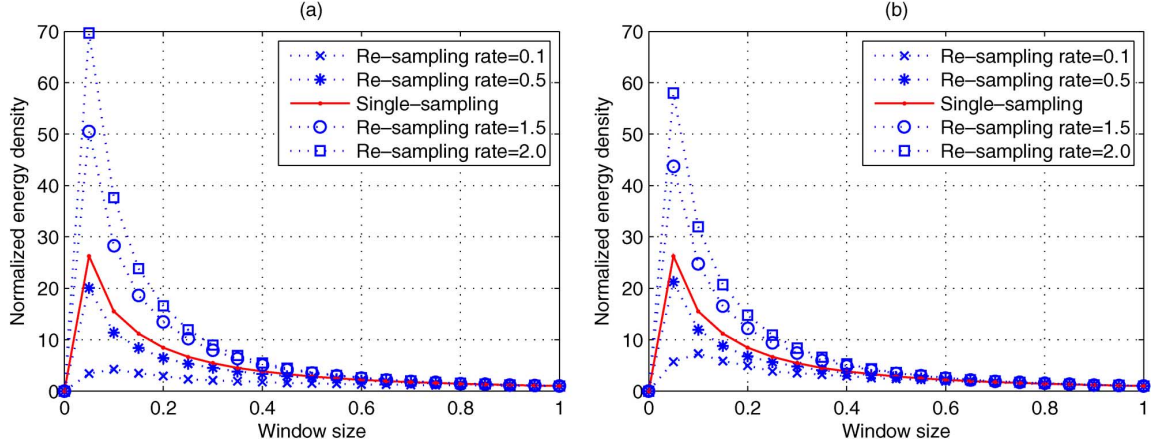 (a)
70
60
50
40
30
20
10
0
Normalized energy density
Re–sampling rate=0.1
Re–sampling rate=0.5
Single–sampling
Re–sampling rate=1.5
Re–sampling rate=2.0
0 0.2 0.4 0.6 0.8 1
Window size
(b)
70
60
50
40
30
20
10
0
Normalized energy density
Re–sampling rate=0.1
Re–sampling rate=0.5
Single–sampling
Re–sampling rate=1.5
Re–sampling rate=2.0
0 0.2 0.4 0.6 0.8 1
Window size